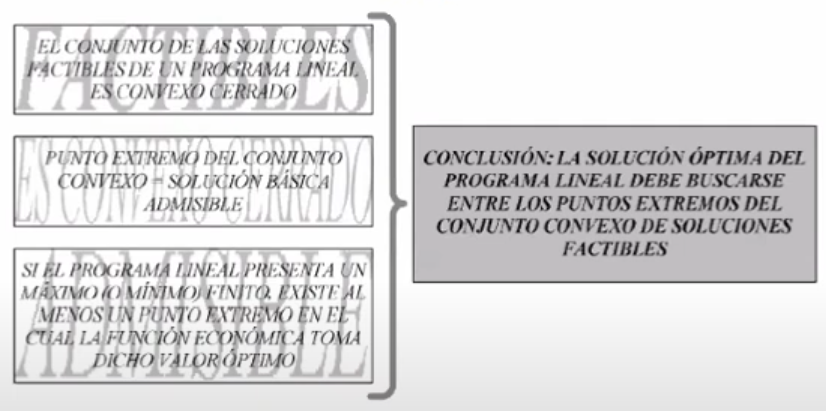 EL CONJUNTO DE LAS SOLUCIONES
FACTIBLES DE UN PROGRAMA LINEAL
ES CONVEXO CERRADO
FACTIBLES
PUNTO EXTREMO DEL CONJUNTO
CONVEXO = SOLUCIÓN BÁSICA
ADMISIBLE
ES CONVEXO CERRADO
SI EL PROGRAMA LINEAL PRESENTA UN
MÁXIMO (O MÍNIMO) FINITO, EXISTE AL
MENOS UN PUNTO EXTREMO EN EL
CUAL LA FUNCIÓN ECONÓMICA TOMA
DICHO VALOR ÓPTIMO
ADMISIBLE
CONCLUSIÓN: LA SOLUCIÓN ÓPTIMA DEL
PROGRAMA LINEAL DEBE BUSCARSE
ENTRE LOS PUNTOS EXTREMOS DEL
CONJUNTO CONVEXO DE SOLUCIONES
FACTIBLES